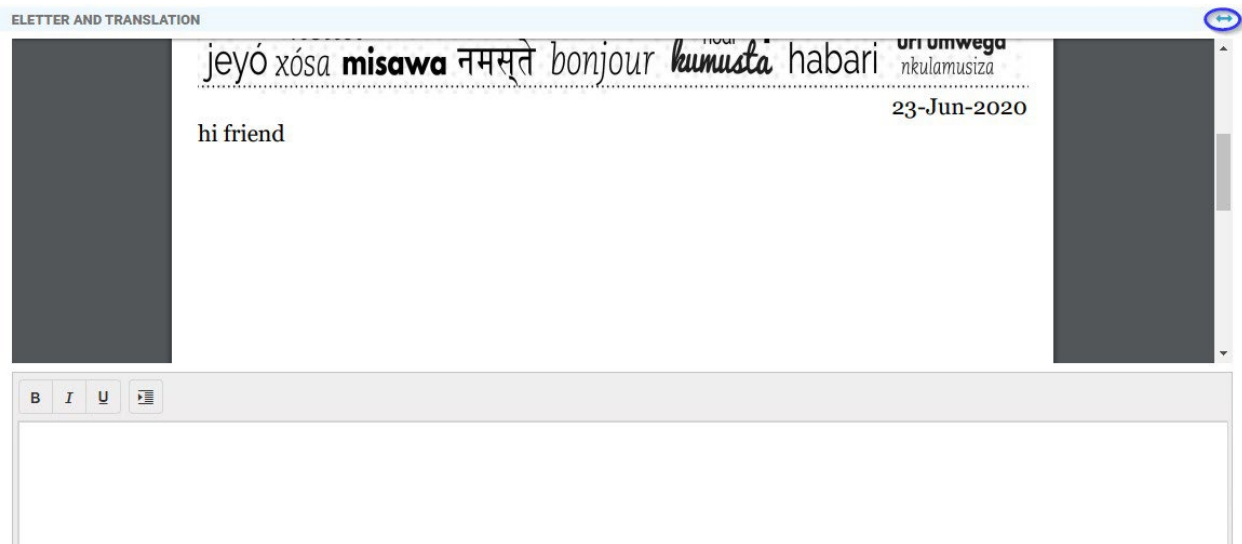 ELETTER AND TRANSLATION
jeyó xósa misawa नमस्ते bonjour kumusta habari uri umwega
nkulamusiza
23-Jun-2020
hi friend
B I U